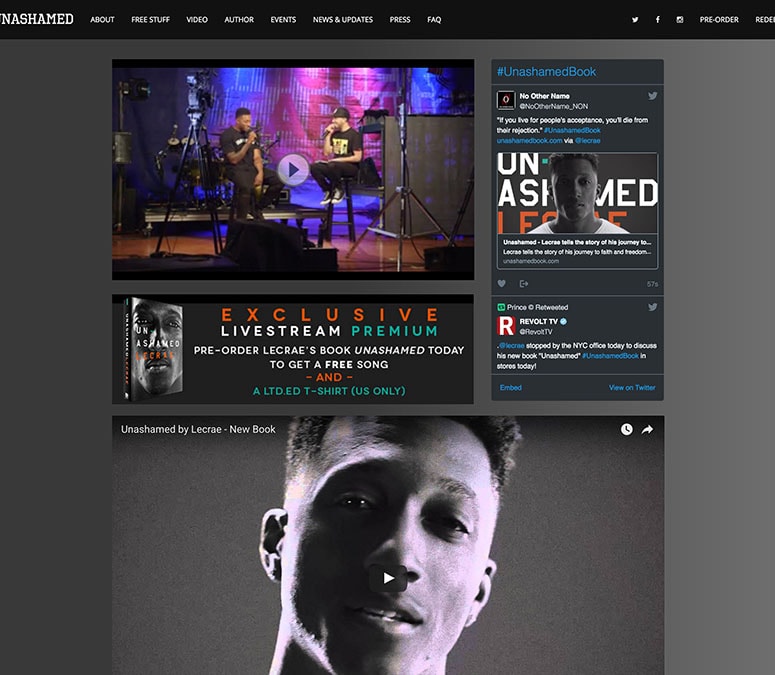 UNASHAMED
ABOUT
FREE STUFF
VIDEO
AUTHOR
EVENTS
NEWS & UPDATES
PRESS
FAQ
PRE-ORDER
#UnashamedBook
No Other Name
@NoOtherName_NON
"If you live for people's acceptance, you'll die from
their rejection." #UnashamedBook
unashamedbook.com via @lecrae
UN-
ASHAMED
LECRAE
Unashamed - Lecrae tells the story of his journey to...
Lecrae tells the story of his journey to faith and freedom...
unashamedbook.com
57s
Prince © Retweeted
REVOLT TV
@RevoltTV
.@lecrae stopped by the NYC office today to discuss
his new book "Unashamed" #UnashamedBook in
stores today!
Embed
View on Twitter
UN-
ASHAMED
LECRAE
EXCLUSIVE
LIVESTREAM PREMIUM
PRE-ORDER LECRAE'S BOOK UNASHAMED TODAY
TO GET A FREE SONG
- AND -
A LTD.ED T-SHIRT (US ONLY)
Unashamed by Lecrae - New Book